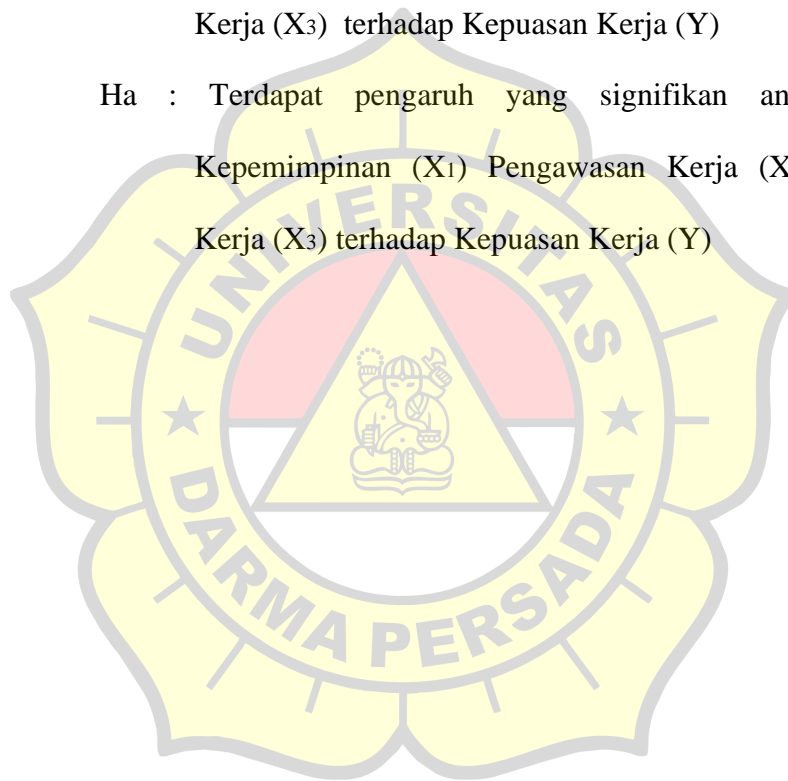 Kerja (X₃) terhadap Kepuasan Kerja (Y)
Ha : Terdapat pengaruh yang signifikan
Kepemimpinan (X₁) Pengawasan Kerja
Kerja (X₃) terhadap Kepuasan Kerja (Y)
UNIVERSITAS
DARMA PERSADA